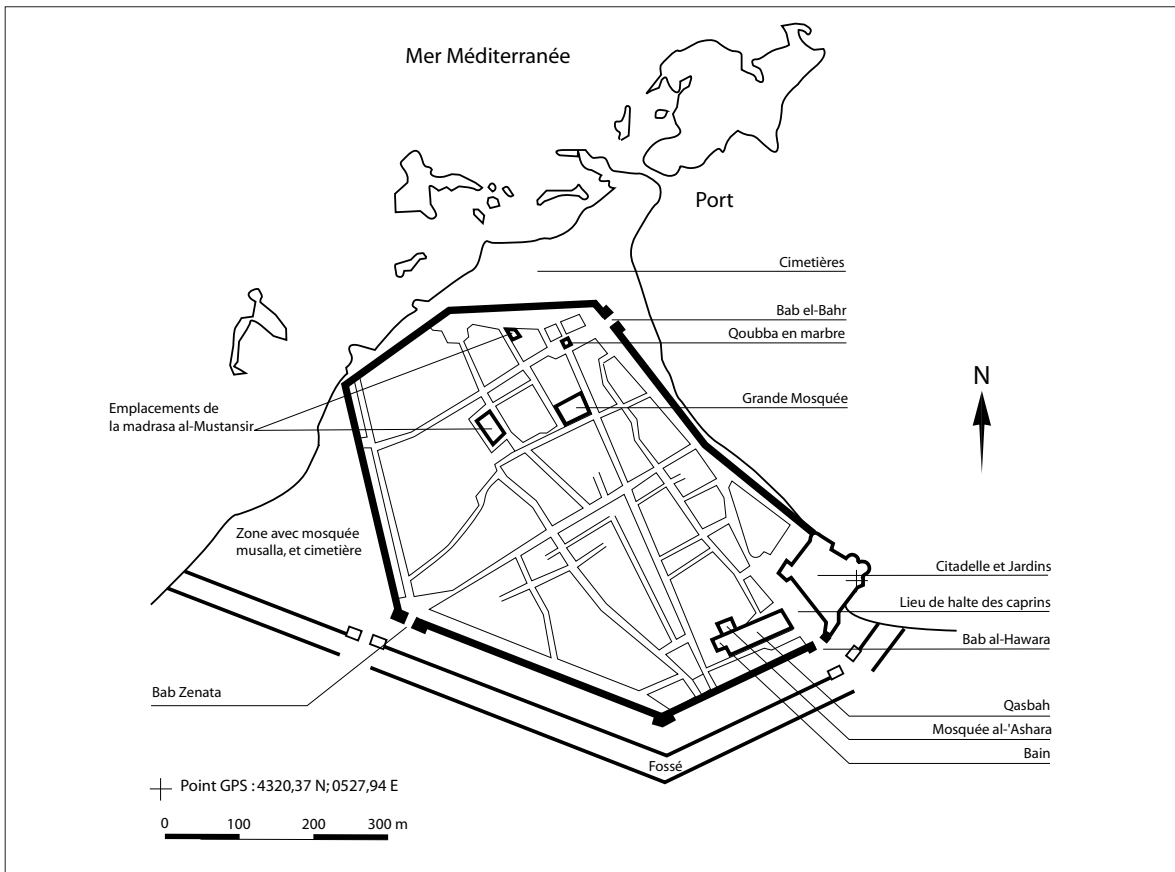 Mer Méditerranée
Port
Cimetières
Bab el-Bahr
Qoubba en marbre
N
Grande Mosquée
Emplacements de
la madrasa al-Mustansir
Zone avec mosquée
musalla, et cimetière
Citadelle et Jardins
Lieu de halte des caprins
Bab al-Hawara
Bab Zenata
Qasbah
Mosquée al-'Ashara
Bain
Fossé
Point GPS : 4320,37 N; 0527,94 E
0 100 200 300 m